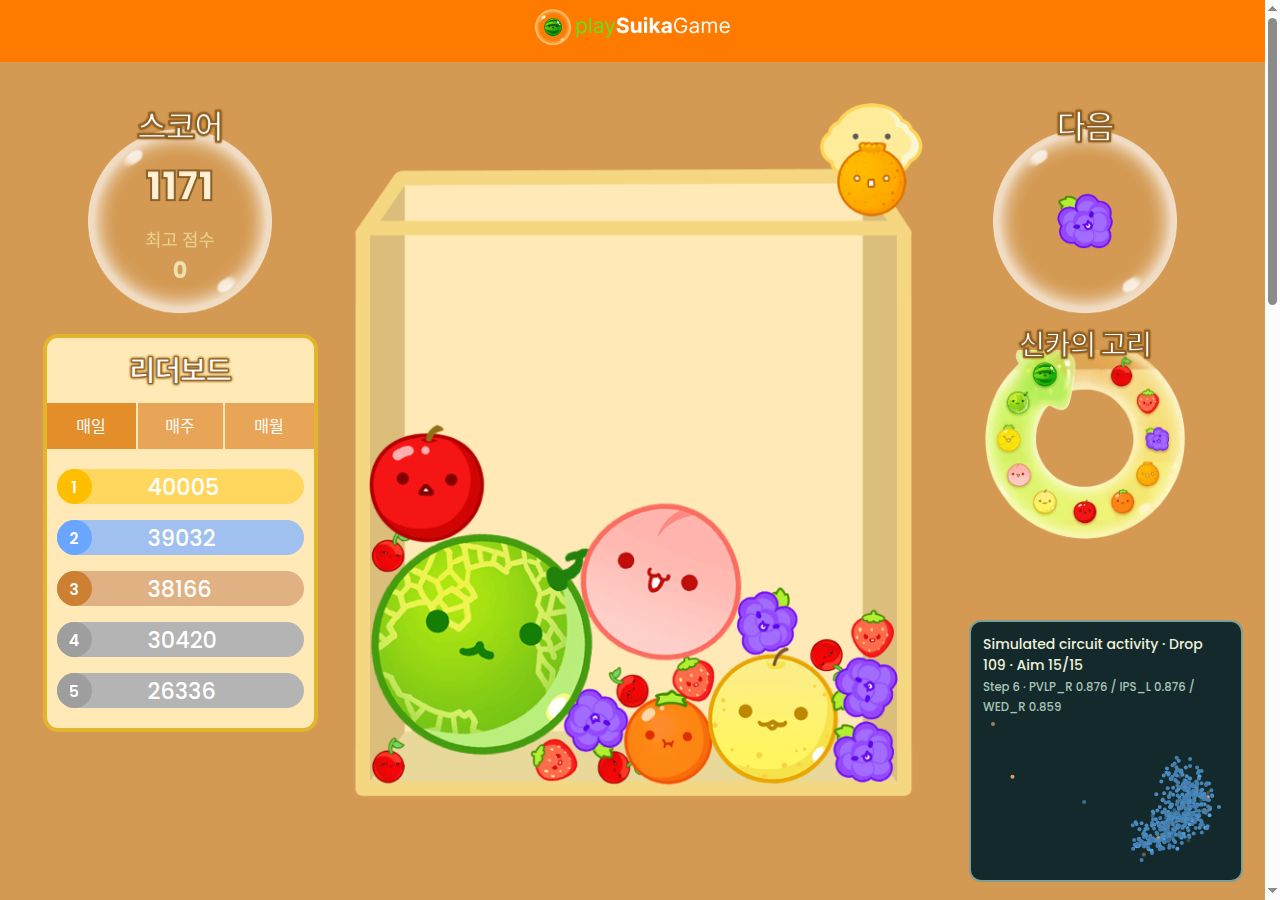 playSuikaGame
스코어
1171
최고 점수
0
리더보드
매일
매주
매월
1 40005
2 39032
3 38166
4 30420
5 26336
다음
신카의 고리
Simulated circuit activity · Drop
109 · Aim 15/15
Step 6 · PVLP_R 0.876 / IPS_L 0.876 /
WED_R 0.859